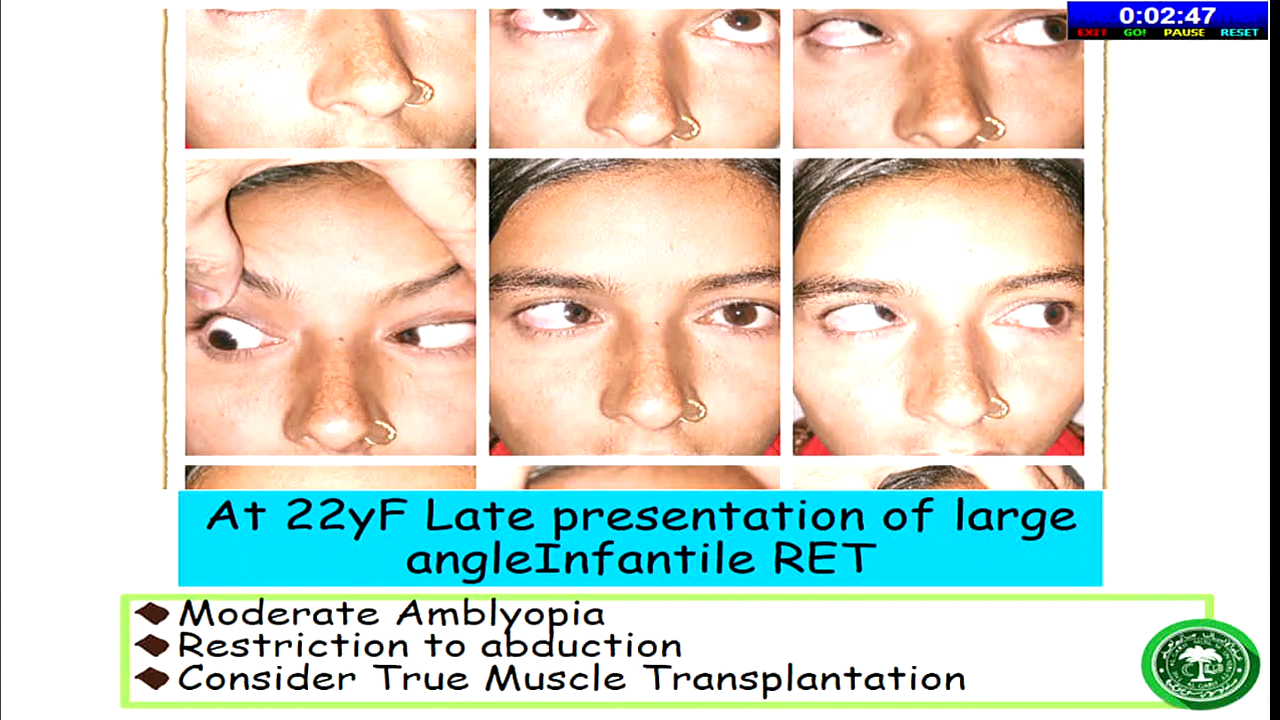 0:02:47
EXIT GO! PAUSE RESET
At 22yF Late presentation of large
angleInfantile RET
Moderate Amblyopia
Restriction to abduction
Consider True Muscle Transplantation